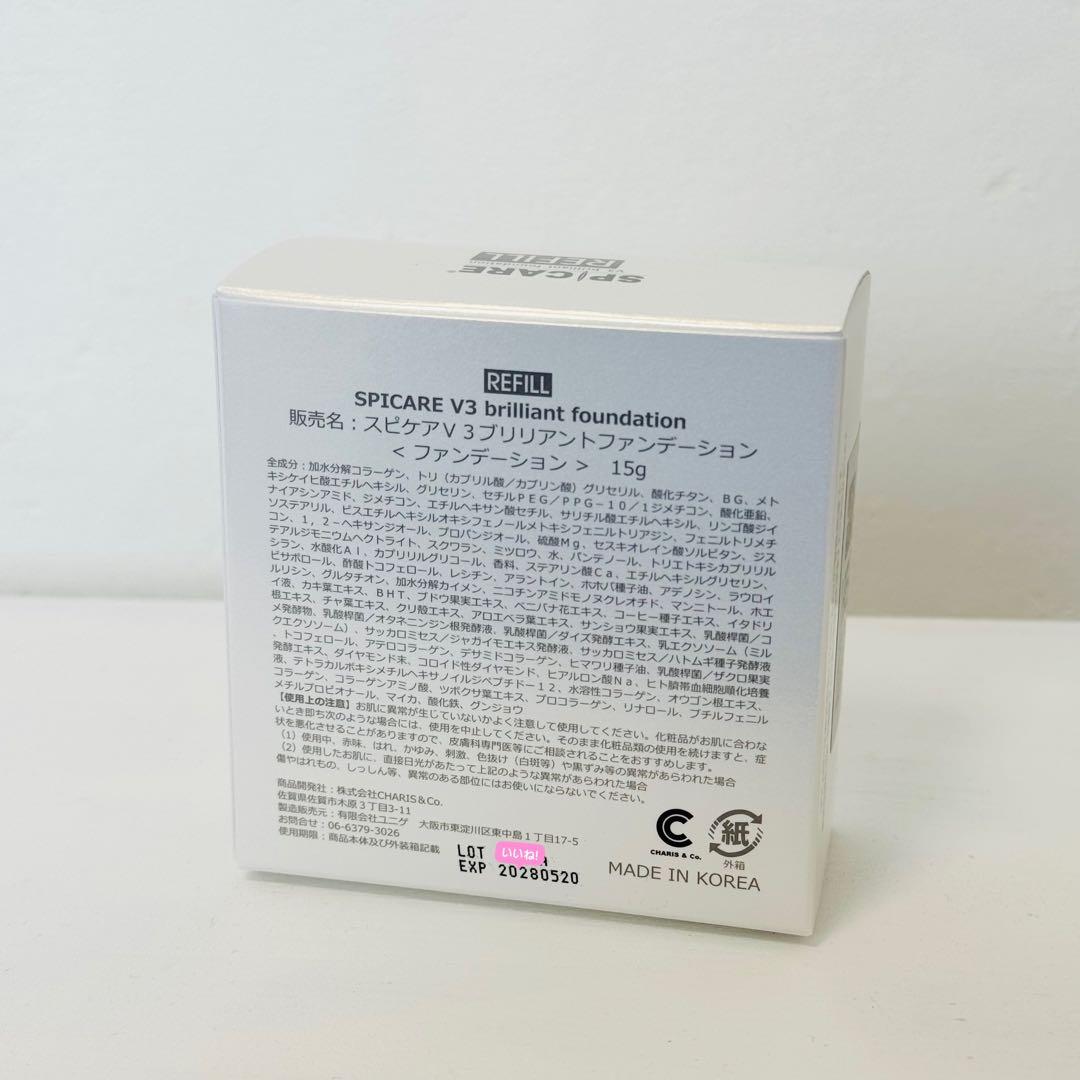 SPICARE
V3 brilliant foundation
REFILL
REFILL
SPICARE V3 brilliant foundation
販売名：スピケアV３ブリリアントファンデーション
＜ファンデーション＞ 15g
全成分：加水分解コラーゲン、トリ（カプリル酸／カプリン酸）グリセリル、酸化チタン、ＢＧ、メト
キシケイヒ酸エチルヘキシル、グリセリン、セチルＰＥＧ／ＰＰＧ－１０／１ジメチコン、酸化亜鉛、
ナイアシンアミド、ジメチコン、エチルヘキサン酸セチル、サリチル酸エチルヘキシル、リンゴ酸ジイ
ソステアリル、ビスエチルヘキシルオキシフェノールメトキシフェニルトリアジン、フェニルトリメチ
コン、１，２－ヘキサンジオール、プロパンジオール、硫酸Ｍｇ、セスキオレイン酸ソルビタン、ジス
テアルジモニウムヘクトライト、スクワラン、ミツロウ、水、パンテノール、トリエトキシカプリリル
シラン、水酸化Ａｌ、カプリリルグリコール、香料、ステアリン酸Ｃａ、エチルヘキシルグリセリン、
ビサボロール、酢酸トコフェロール、レシチン、アラントイン、ホホバ種子油、アデノシン、ラウロイ
ルリシン、グルタチオン、加水分解カイメン、ニコチンアミドモノヌクレオチド、マンニトール、ホエ
イ液、カキ葉エキス、ＢＨＴ、ブドウ果実エキス、ベニバナ花エキス、コーヒー種子エキス、イタドリ
根エキス、チャ葉エキス、クリ殻エキス、アロエベラ葉エキス、サンショウ果実エキス、乳酸桿菌／コ
メ発酵物、乳酸桿菌／オタネニンジン根発酵液、乳酸桿菌／ダイズ発酵エキス、乳エクソソーム（ミル
クエクソソーム）、サッカロミセス／ジャガイモエキス発酵液、サッカロミセス／ハトムギ種子発酵液
、トコフェロール、アテロコラーゲン、デサミドコラーゲン、ヒマワリ種子油、乳酸桿菌／ザクロ果実
発酵エキス、ダイヤモンド末、コロイド性ダイヤモンド、ヒアルロン酸Ｎａ、ヒト臍帯血細胞順化培養
液、テトラカルボキシメチルヘキサノイルジペプチド－１２、水溶性コラーゲン、オウゴン根エキス、
コラーゲン、コラーゲンアミノ酸、ツボクサ葉エキス、プロコラーゲン、リナロール、ブチルフェニル
メチルプロピオナール、マイカ、酸化鉄、グンジョウ
【使用上の注意】お肌に異常が生じていないかよく注意して使用してください。化粧品がお肌に合わな
いとき即ち次のような場合には、使用を中止してください。そのまま化粧品類の使用を続けますと、症
状を悪化させることがありますので、皮膚科専門医等にご相談されることをおすすめします。
（1）使用中、赤味、はれ、かゆみ、刺激、色抜け（白斑等）や黒ずみ等の異常があらわれた場合
（2）使用したお肌に、直接日光があたって上記のような異常があらわれた場合
傷やはれもの、しっしん等、異常のある部位にはお使いにならないでください。
商品開発社：株式会社CHARIS＆Co.
佐賀県佐賀市木原３丁目3-11
製造販売元：有限会社ユニゲ 大阪市東淀川区東中島１丁目17-5
お問合せ：06-6379-3026
使用期限：商品本体及び外装箱記載
LOT いいね!
EXP 20280520
CHARIS & Co.
紙
外箱
MADE IN KOREA